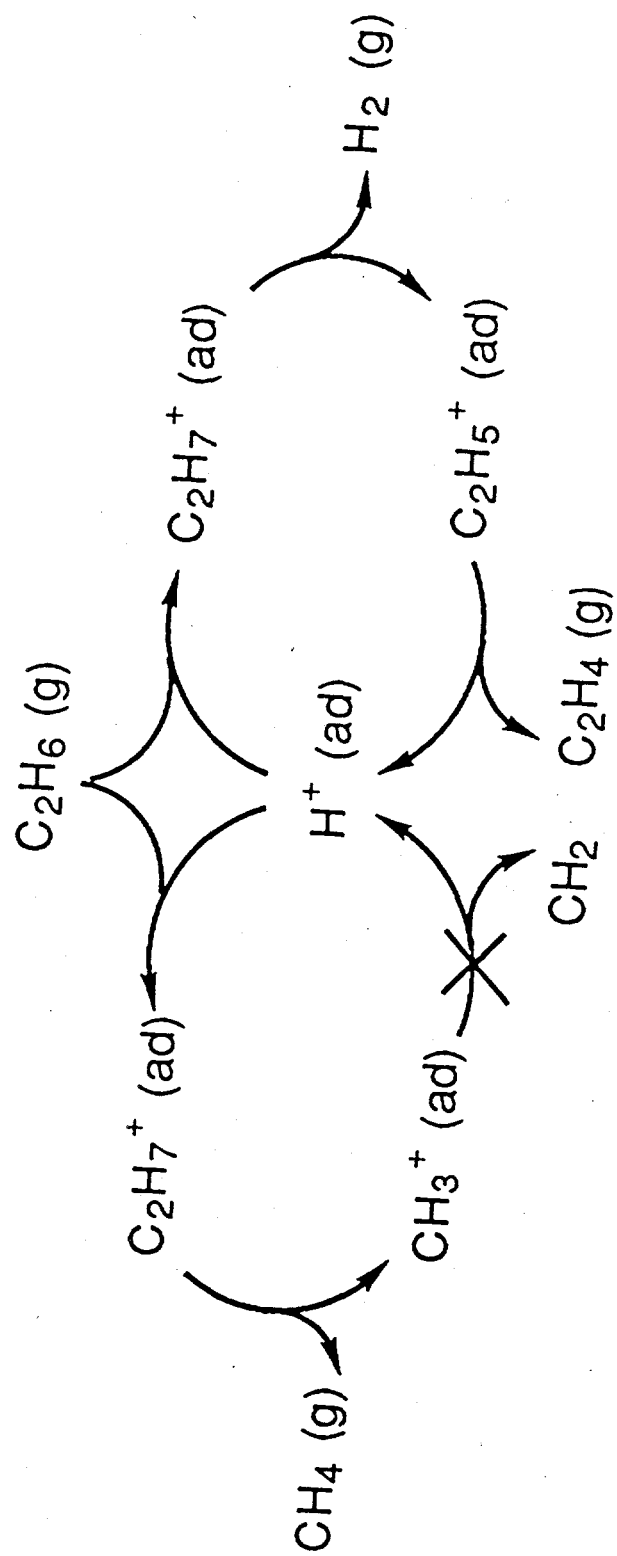 C₂H₆ (g)
C₂H₇⁺ (ad)
C₂H₇⁺ (ad)
CH₄ (g)
H⁺ (ad)
H₂ (g)
CH₃⁺ (ad)
C₂H₅⁺ (ad)
CH₂
C₂H₄ (g)